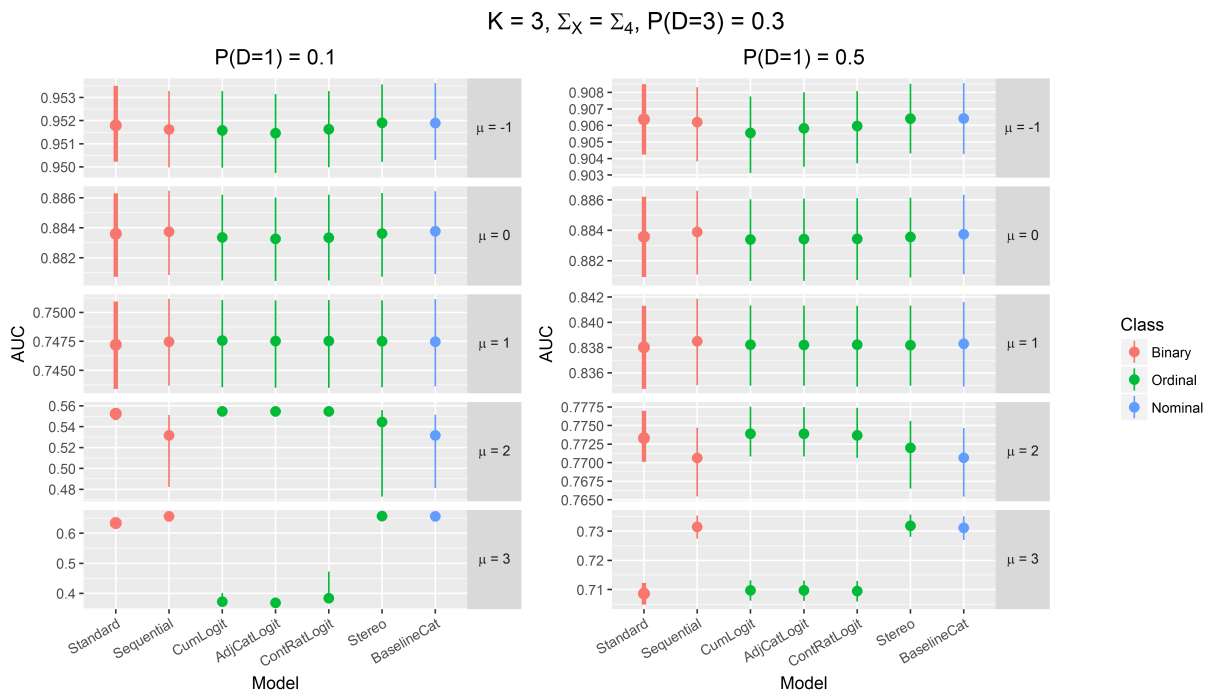 K = 3, Σ_X = Σ_4, P(D=3) = 0.3
P(D=1) = 0.1
AUC
0.953
0.952
0.951
0.950
μ = -1
0.886
0.884
0.882
μ = 0
0.7500
0.7475
0.7450
μ = 1
0.56
0.54
0.52
0.50
0.48
μ = 2
0.6
0.5
0.4
μ = 3
Standard
Sequential
CumLogit
AdjCatLogit
ContRatLogit
Stereo
BaselineCat
Model
P(D=1) = 0.5
AUC
0.908
0.907
0.906
0.904
0.903
μ = -1
0.886
0.884
0.882
μ = 0
0.842
0.840
0.838
0.836
μ = 1
0.7775
0.7750
0.7725
0.7700
0.7675
0.7650
μ = 2
0.73
0.72
0.71
μ = 3
Standard
Sequential
CumLogit
AdjCatLogit
ContRatLogit
Stereo
BaselineCat
Model
Class
Binary
Ordinal
Nominal